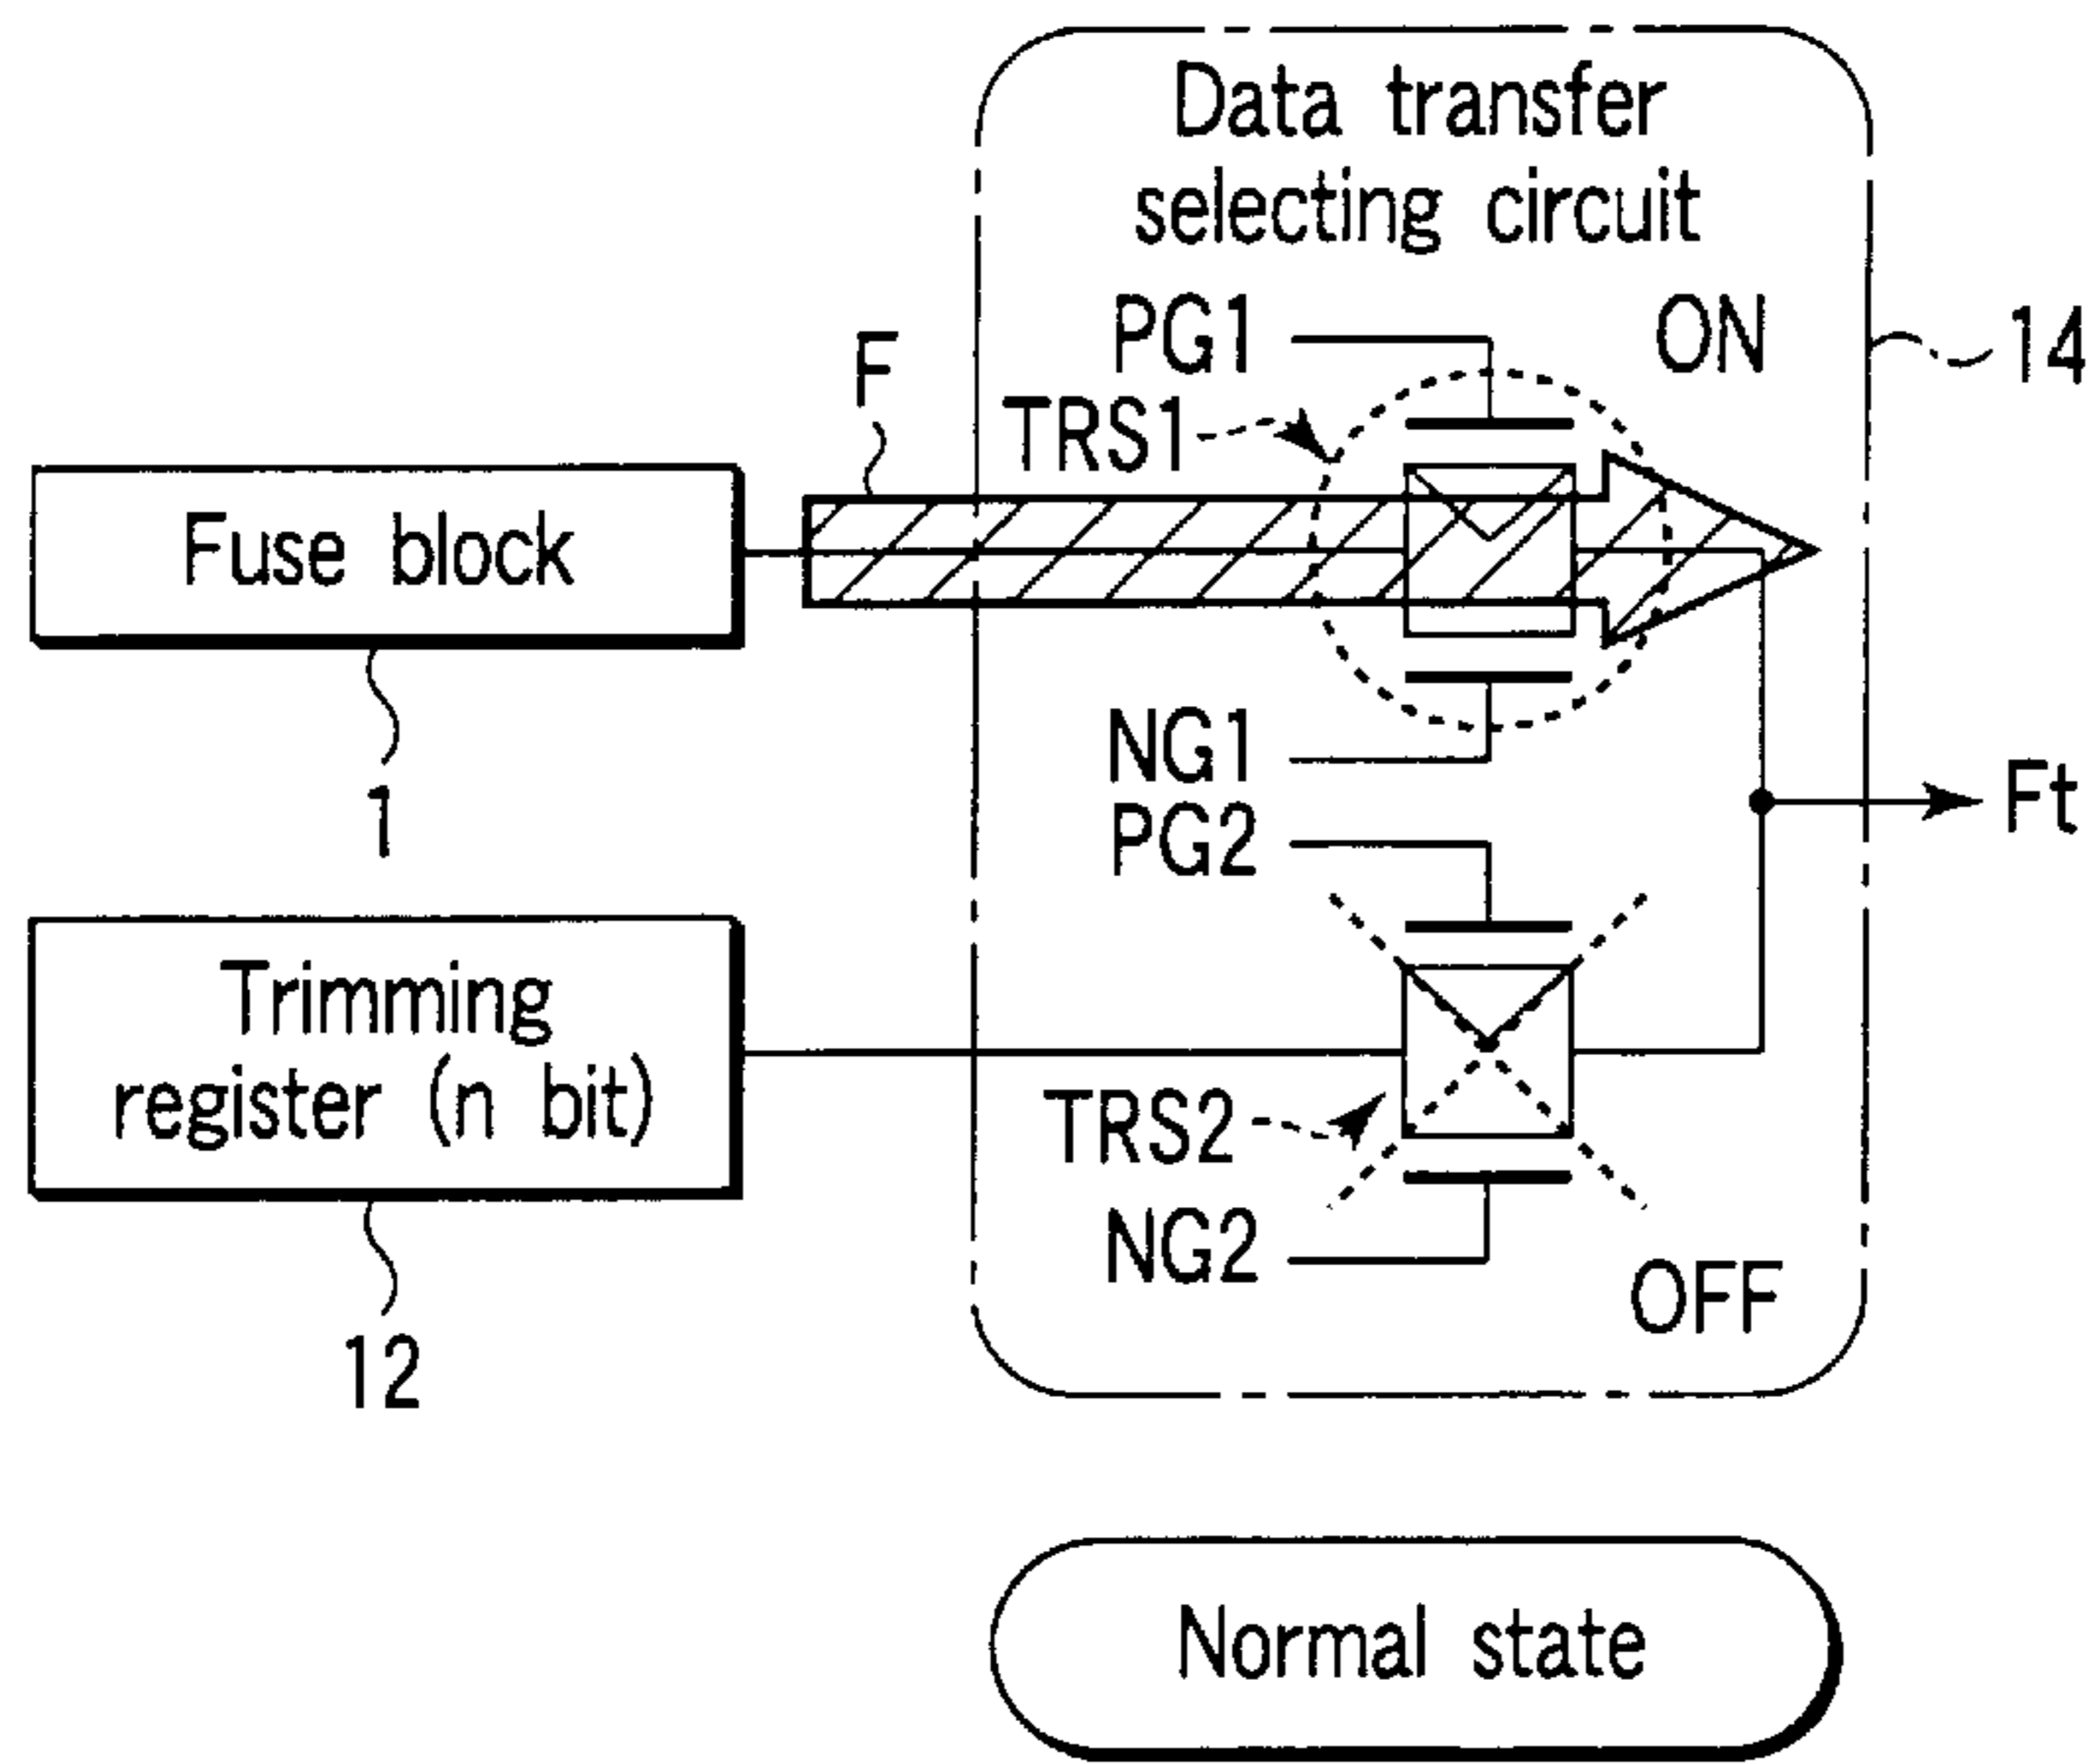 Data transfer
selecting circuit
PG1
ON
14
F
TRS1
Fuse block
NG1
1
PG2
Ft
Trimming
register (n bit)
TRS2
NG2
OFF
12
Normal state